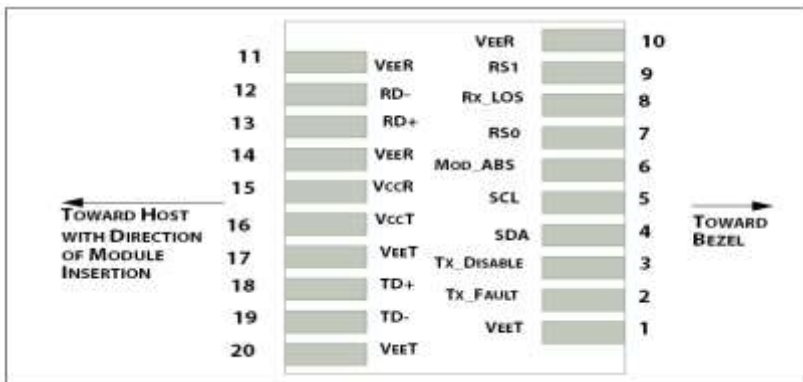 VEER 10
11 VEER RS1 9
12 RD- RX_LOS 8
13 RD+ RS0 7
14 VEER MOD_ABS 6
15 VCCR SCL 5
16 VCCT SDA 4
17 VEET TX_DISABLE 3
18 TD+ TX_FAULT 2
19 TD- VEET 1
20 VEET
TOWARD HOST
WITH DIRECTION
OF MODULE
INSERTION
TOWARD
BEZEL